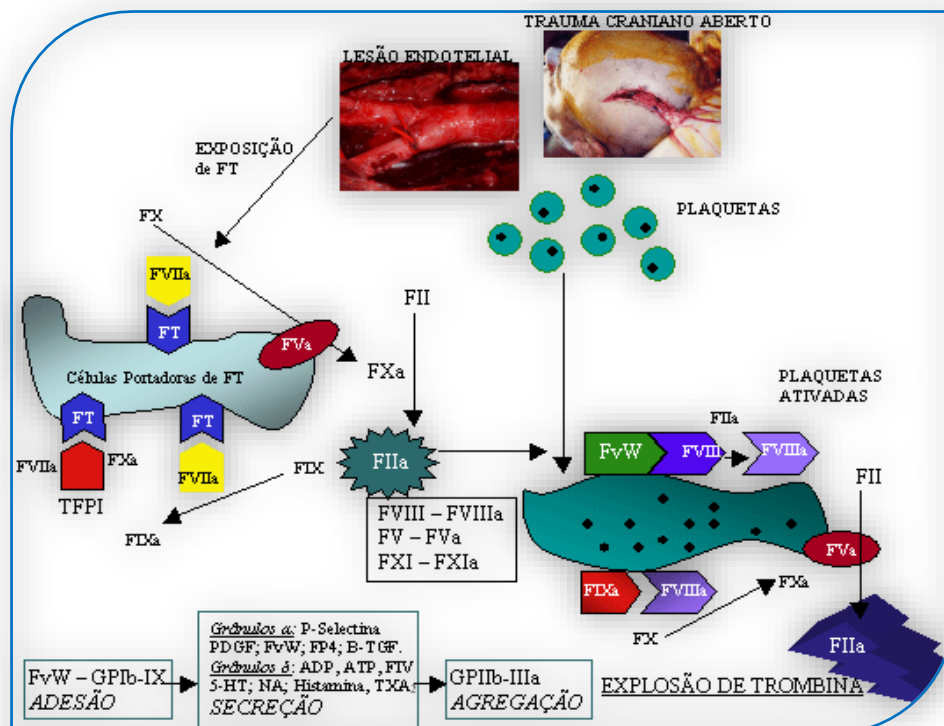 TRAUMA CRANIANO ABERTO
LESÃO ENDOTELIAL
EXPOSIÇÃO
de FT
PLAQUETAS
FX
FVIIa
FT
FII
FVa
FXa
Células Portadoras de FT
PLAQUETAS
ATIVADAS
FT
FT
FIIa
FVIIa
FXa
FVIIa
TFPI
FIX
FIXa
FIIa
FvW
FVIII
FVIIIa
FII
FVIII – FVIIIa
FV – FVa
FXI – FXIa
FVa
FIXa
FVIIIa
FXa
FX
FIIa
FvW – GPIb-IX
ADESÃO
Grânulos α: P-Selectina
PDGF; FvW; FP4; B-TGF.
Grânulos δ: ADP, ATP, FIV
5-HT; NA; Histamina, TXA2
SECREÇÃO
GPIIb-IIIa
AGREGAÇÃO
EXPLOSÃO DE TROMBINA